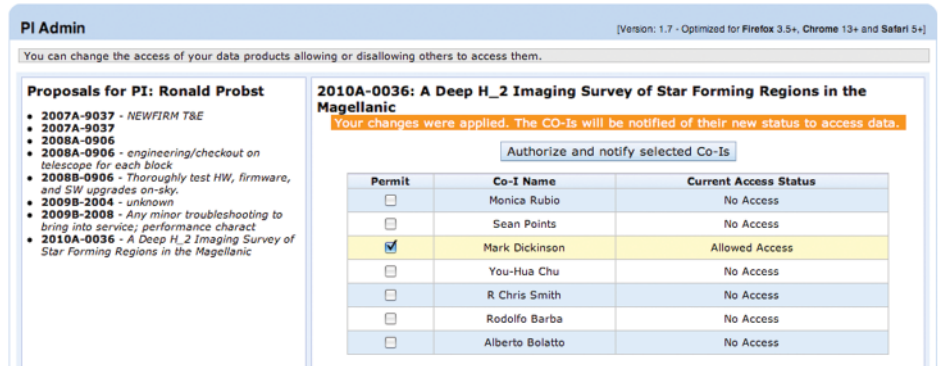 PI Admin
[Version: 1.7 - Optimized for Firefox 3.5+, Chrome 13+ and Safari 5+]
You can change the access of your data products allowing or disallowing others to access them.
Proposals for PI: Ronald Probst
2007A-9037 - NEWFIRM T&E
2007A-9037
2008A-0906
2008A-0906 - engineering/checkout on
telescope for each block
2008B-0906 - Thoroughly test HW, firmware,
and SW upgrades on-sky.
2009B-2004 - unknown
2009B-2008 - Any minor troubleshooting to
bring into service; performance charact
2010A-0036 - A Deep H_2 Imaging Survey of
Star Forming Regions in the Magellanic
2010A-0036: A Deep H_2 Imaging Survey of Star Forming Regions in the
Magellanic
Your changes were applied. The CO-Is will be notified of their new status to access data.
Authorize and notify selected Co-Is
Permit Co-I Name Current Access Status
Monica Rubio No Access
Sean Points No Access
Mark Dickinson Allowed Access
You-Hua Chu No Access
R Chris Smith No Access
Rodolfo Barba No Access
Alberto Bolatto No Access